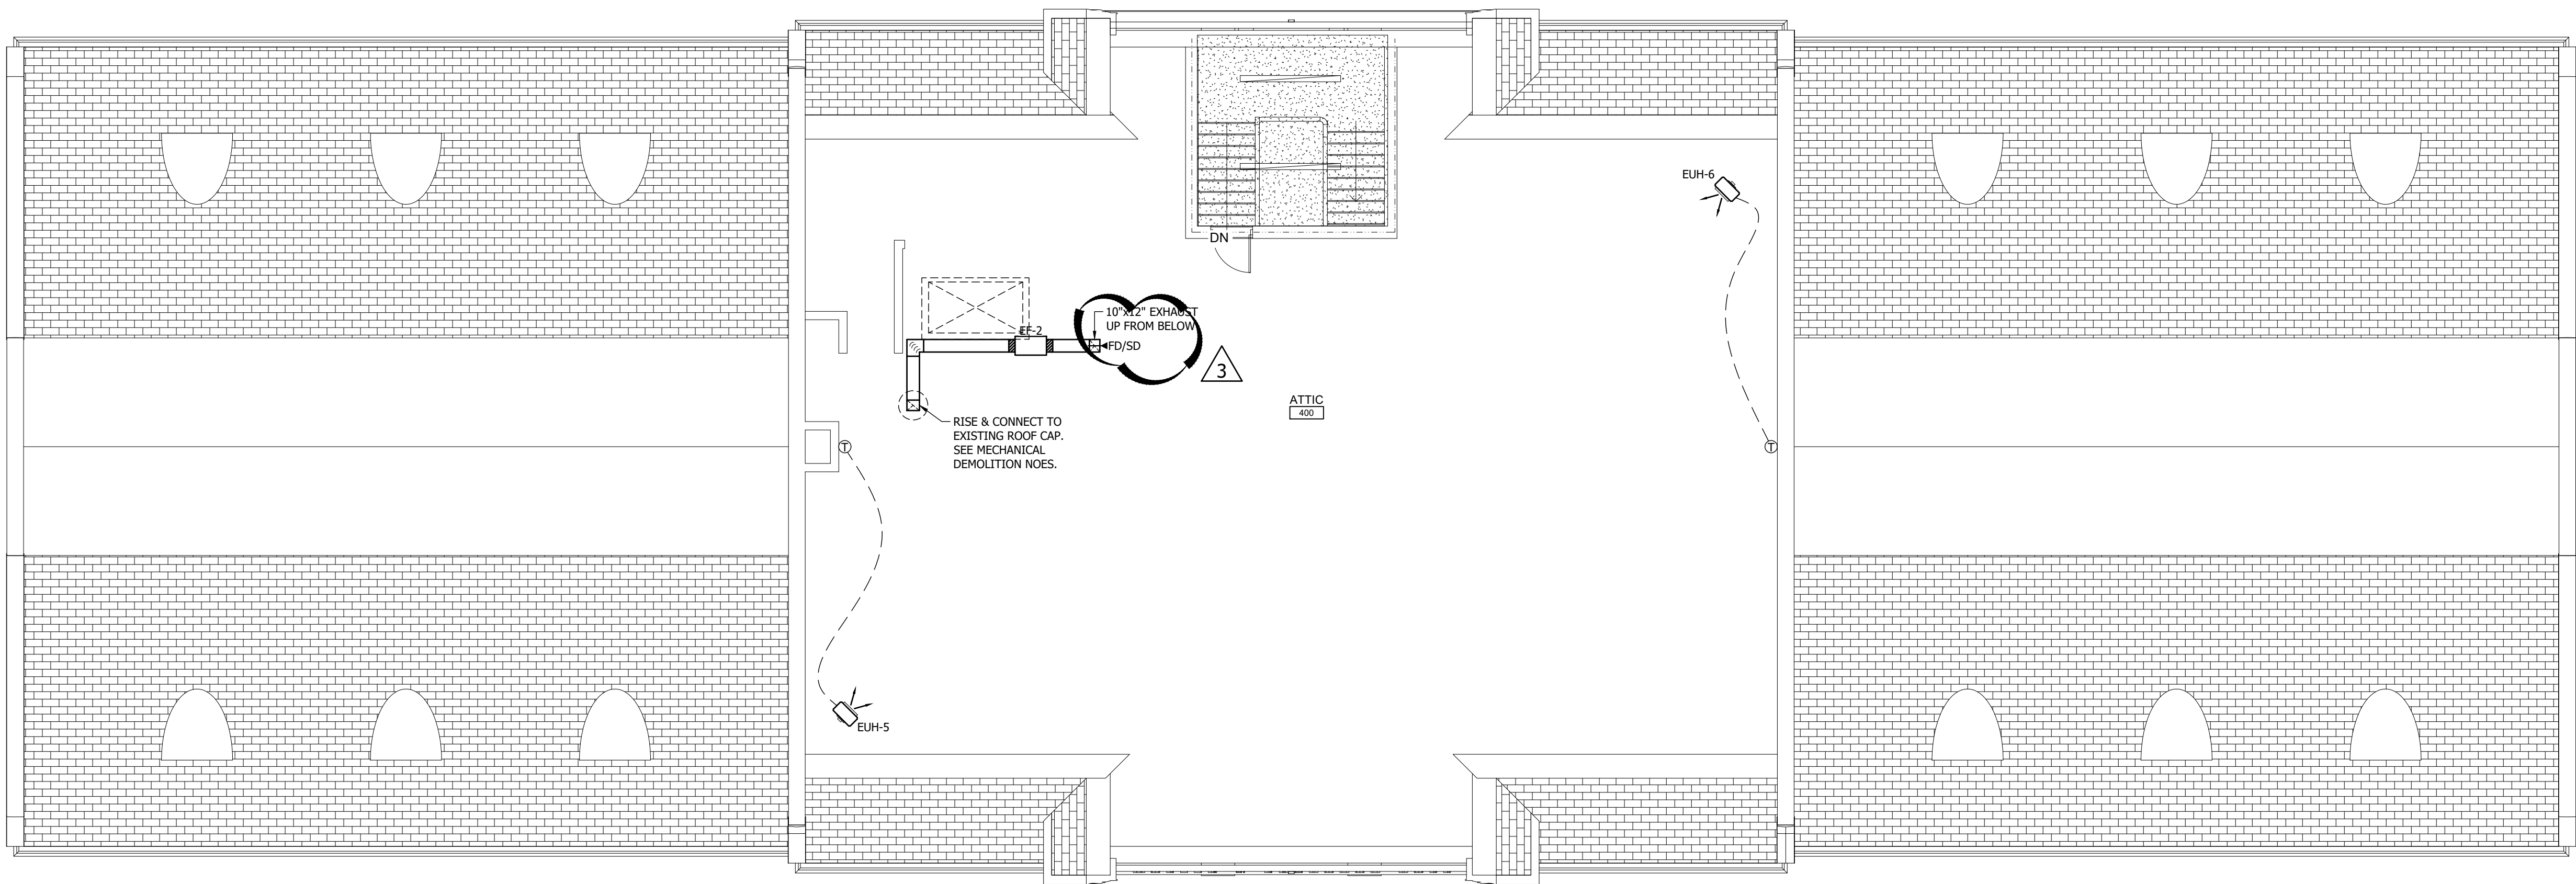 EUH-6
DN
10"x12" EXHAUST
UP FROM BELOW
EF-2
FD/SD
3
ATTIC
400
RISE & CONNECT TO
EXISTING ROOF CAP.
SEE MECHANICAL
DEMOLITION NOES.
T
T
EUH-5